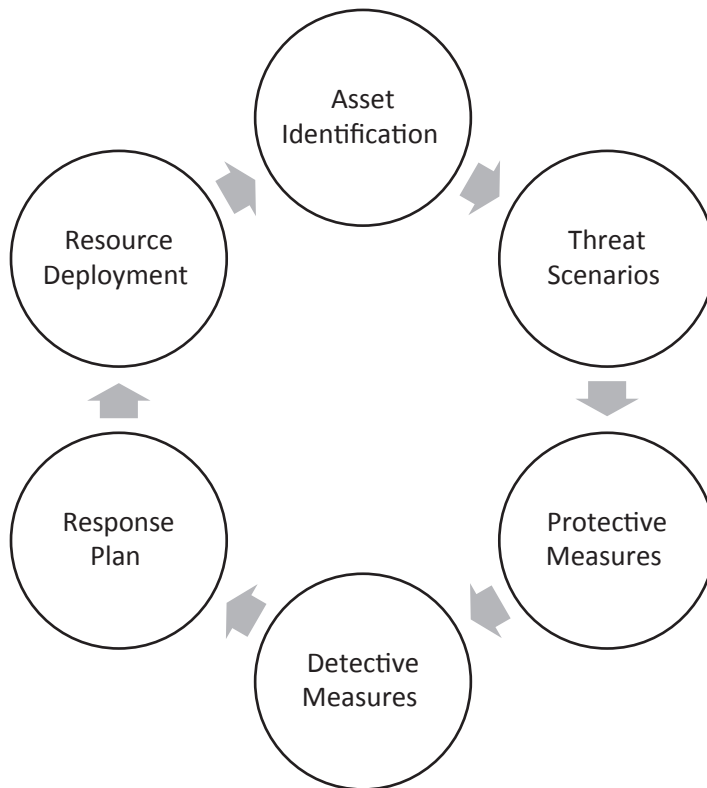 Asset
Identification
Threat
Scenarios
Protective
Measures
Detective
Measures
Response
Plan
Resource
Deployment